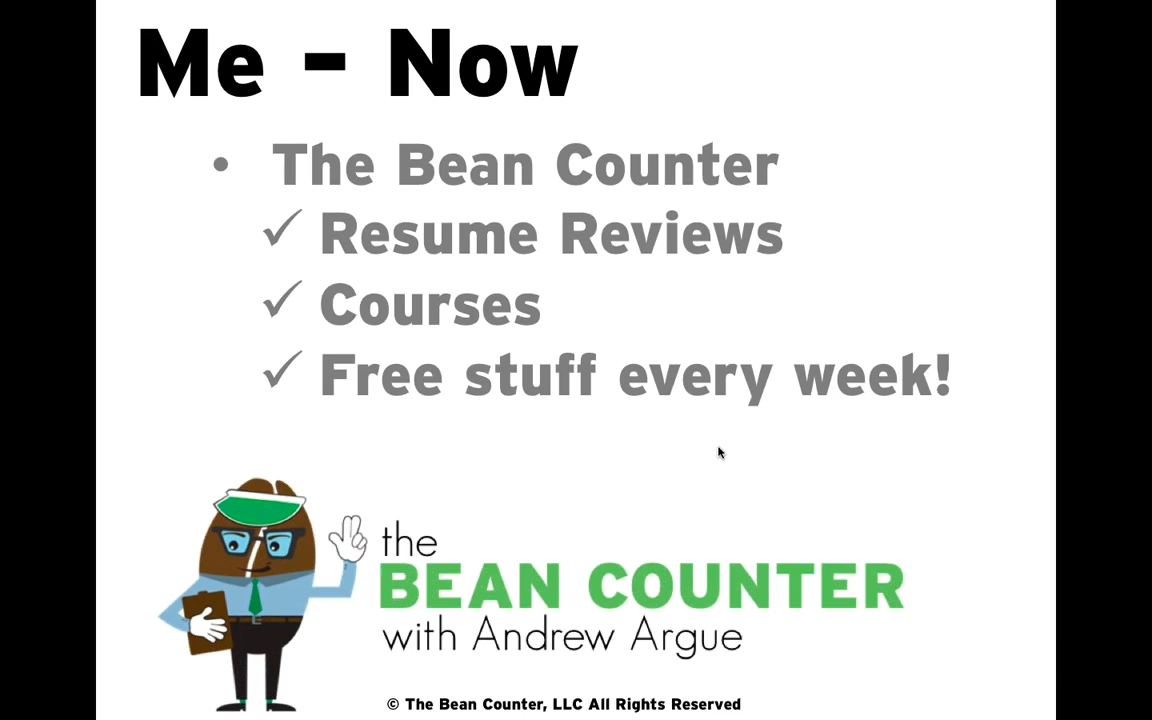 Me - Now
• The Bean Counter
✓ Resume Reviews
✓ Courses
✓ Free stuff every week!
the
BEAN COUNTER
with Andrew Argue
© The Bean Counter, LLC All Rights Reserved